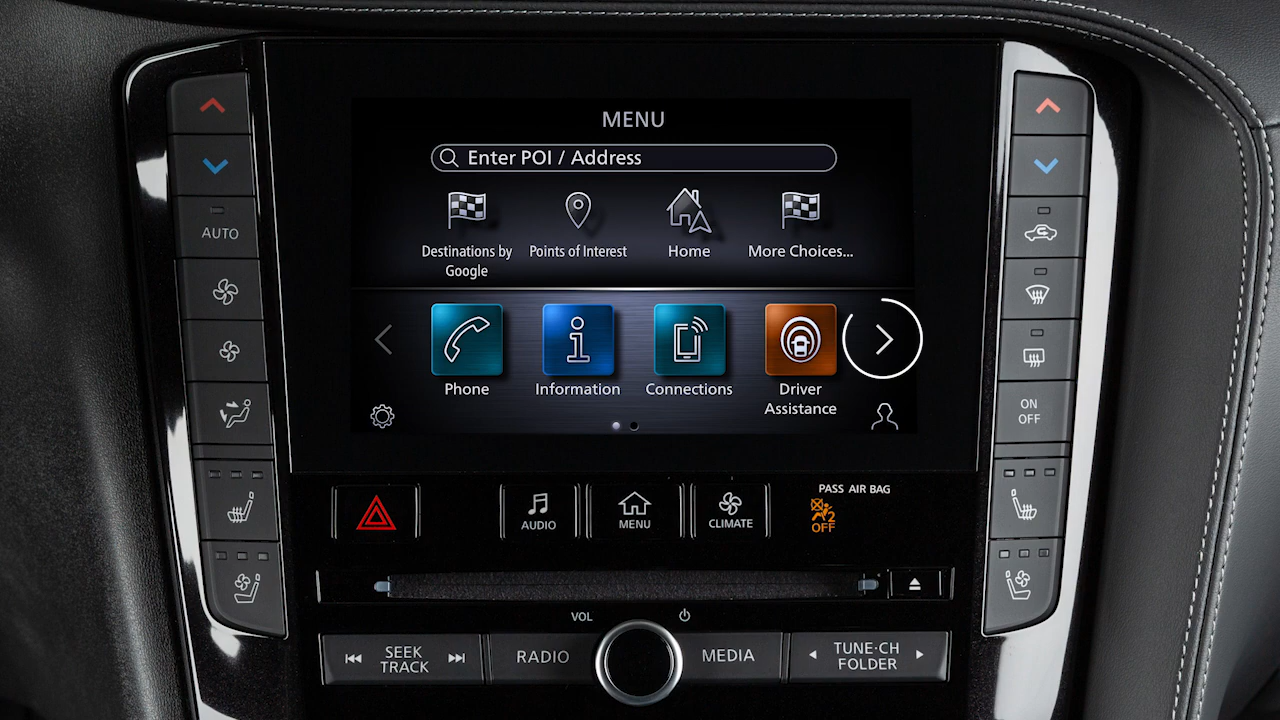 MENU
Enter POI / Address
Destinations by
Google
Points of Interest
Home
More Choices...
AUTO
Phone
Information
Connections
Driver
Assistance
ON
OFF
AUDIO
MENU
CLIMATE
PASS AIR BAG
2
OFF
VOL
SEEK
TRACK
RADIO
MEDIA
TUNE·CH
FOLDER